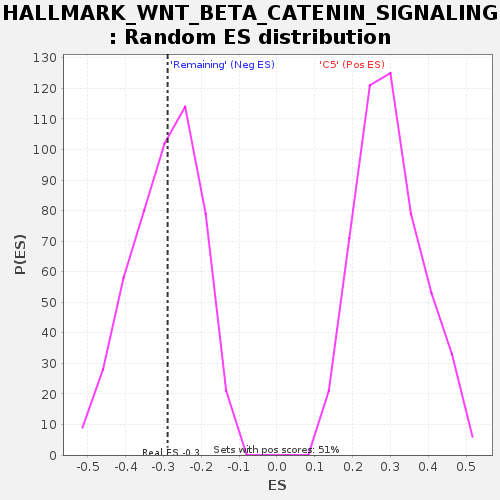 HALLMARK_WNT_BETA_CATENIN_SIGNALING
: Random ES distribution
'Remaining' (Neg ES)
'C5' (Pos ES)
130
120
110
100
90
80
70
60
50
40
30
20
10
0
P(ES)
Real ES -0.3
Sets with pos scores: 51%
-0.5 -0.4 -0.3 -0.2 -0.1 0.0 0.1 0.2 0.3 0.4 0.5
ES